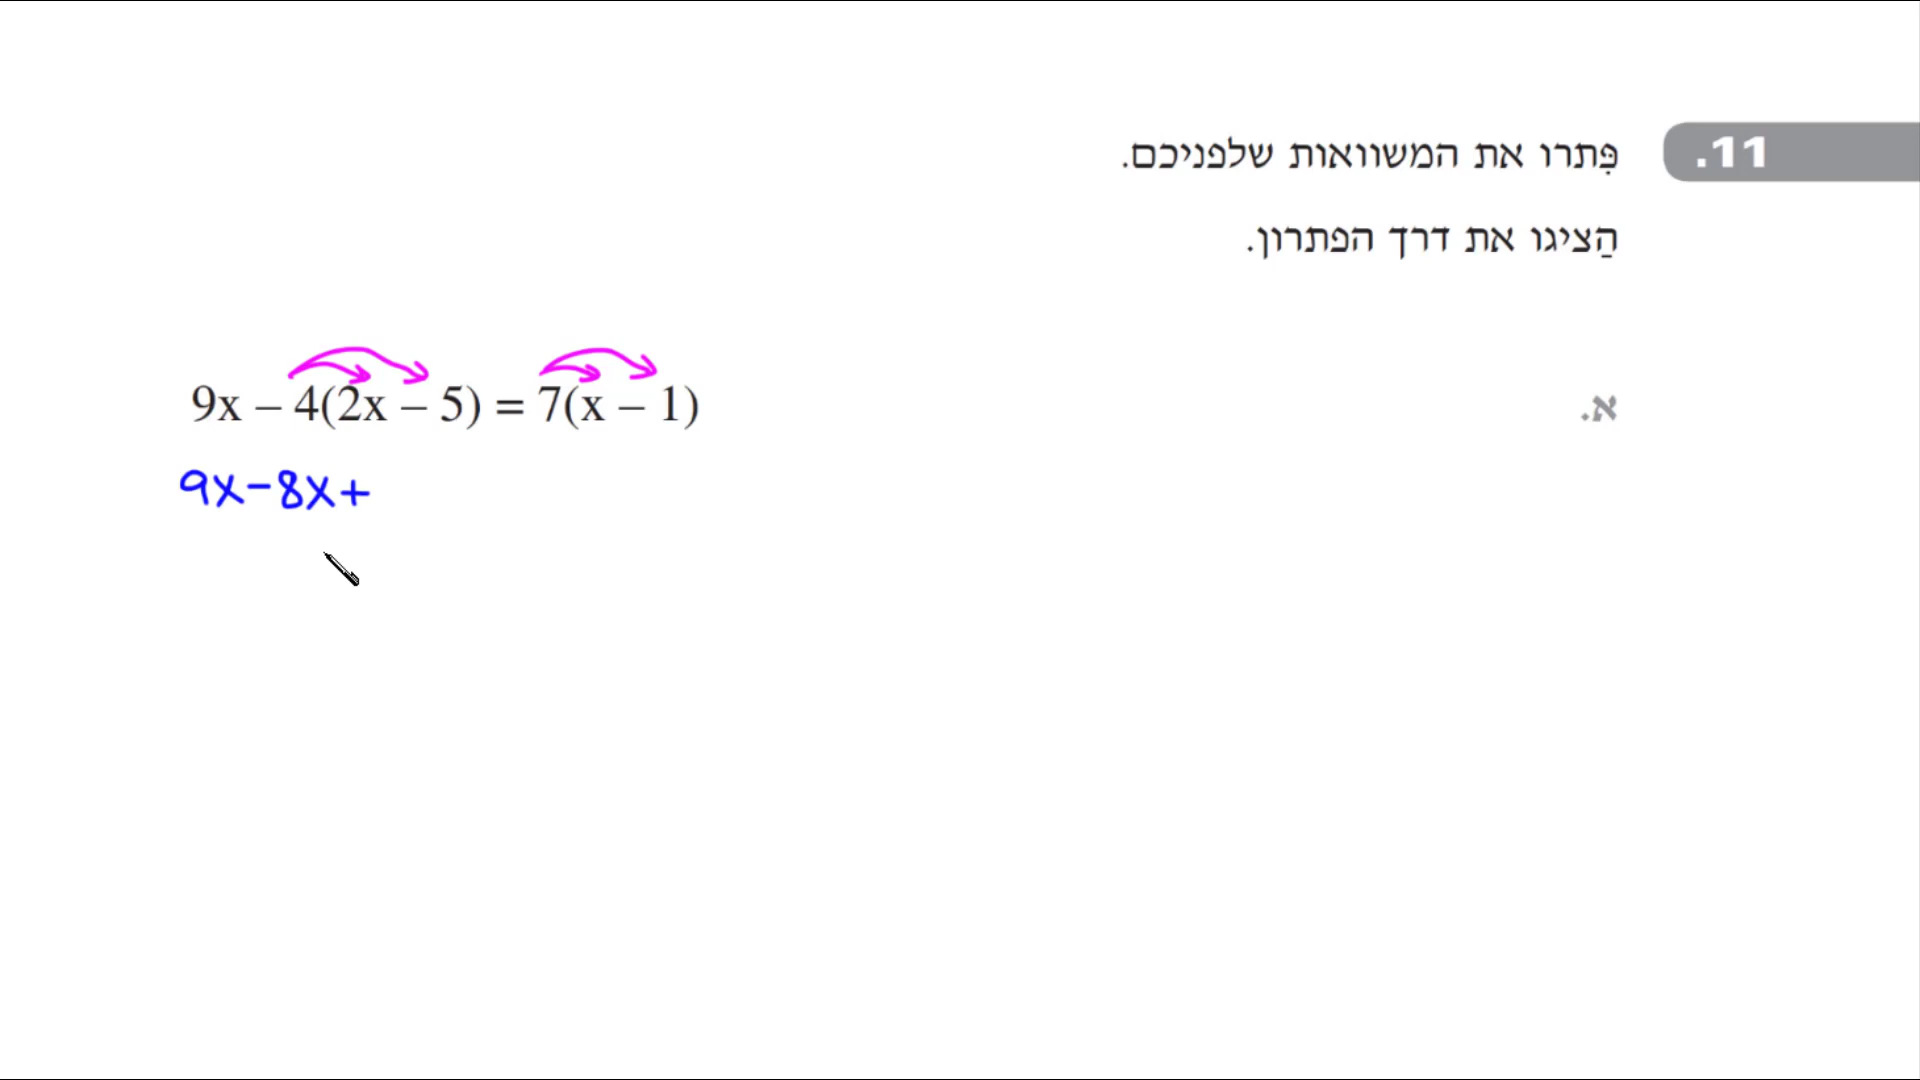 11. פִּתרו את המשוואות שלפניכם.
הַציגו את דרך הפתרון.
א. 9x – 4(2x – 5) = 7(x – 1)
9x-8x+